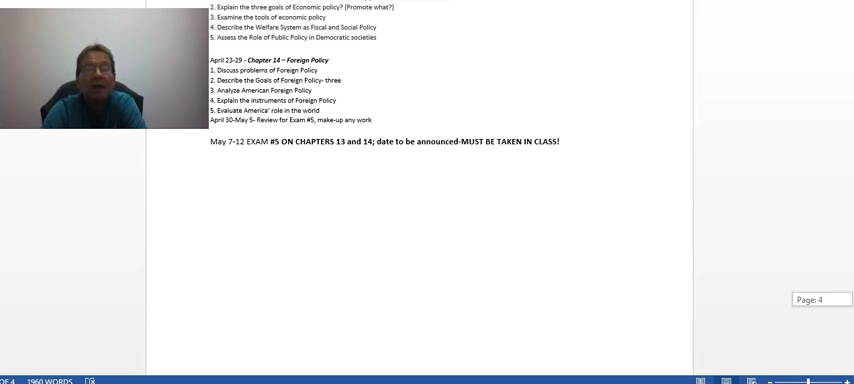 2. Explain the three goals of Economic policy? (Promote what?)
3. Examine the tools of economic policy
4. Describe the Welfare System as Fiscal and Social Policy
5. Assess the Role of Public Policy in Democratic societies
April 23-29 - Chapter 14 – Foreign Policy
1. Discuss problems of Foreign Policy
2. Describe the Goals of Foreign Policy- three
3. Analyze American Foreign Policy
4. Explain the instruments of Foreign Policy
5. Evaluate America' role in the world
April 30-May 5- Review for Exam #5, make-up any work
May 7-12 EXAM #5 ON CHAPTERS 13 and 14; date to be announced-MUST BE TAKEN IN CLASS!
Page: 4
OF 4 1960 WORDS